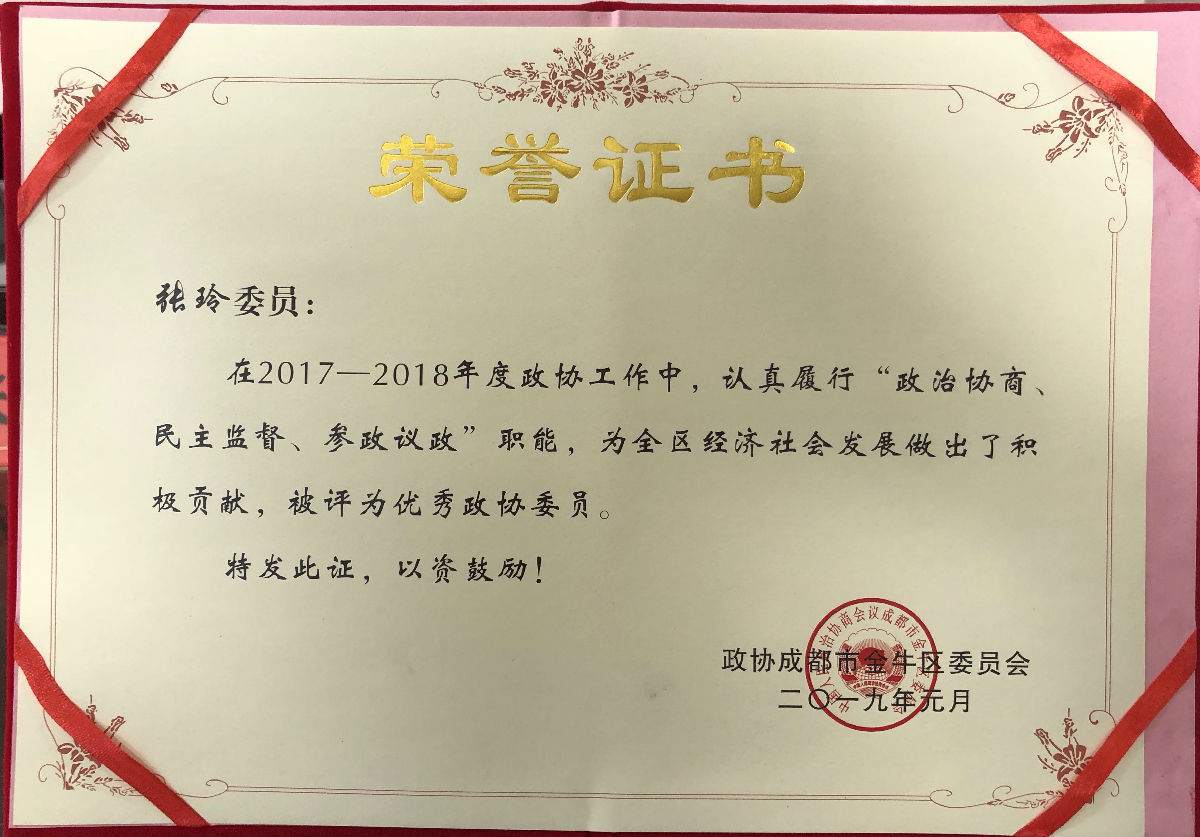 荣誉证书
张玲委员：
在2017—2018年度政协工作中，认真履行“政治协商、
民主监督、参政议政”职能，为全区经济社会发展做出了积
极贡献，被评为优秀政协委员。
特发此证，以资鼓励！
政协成都市金牛区委员会
二〇一九年元月